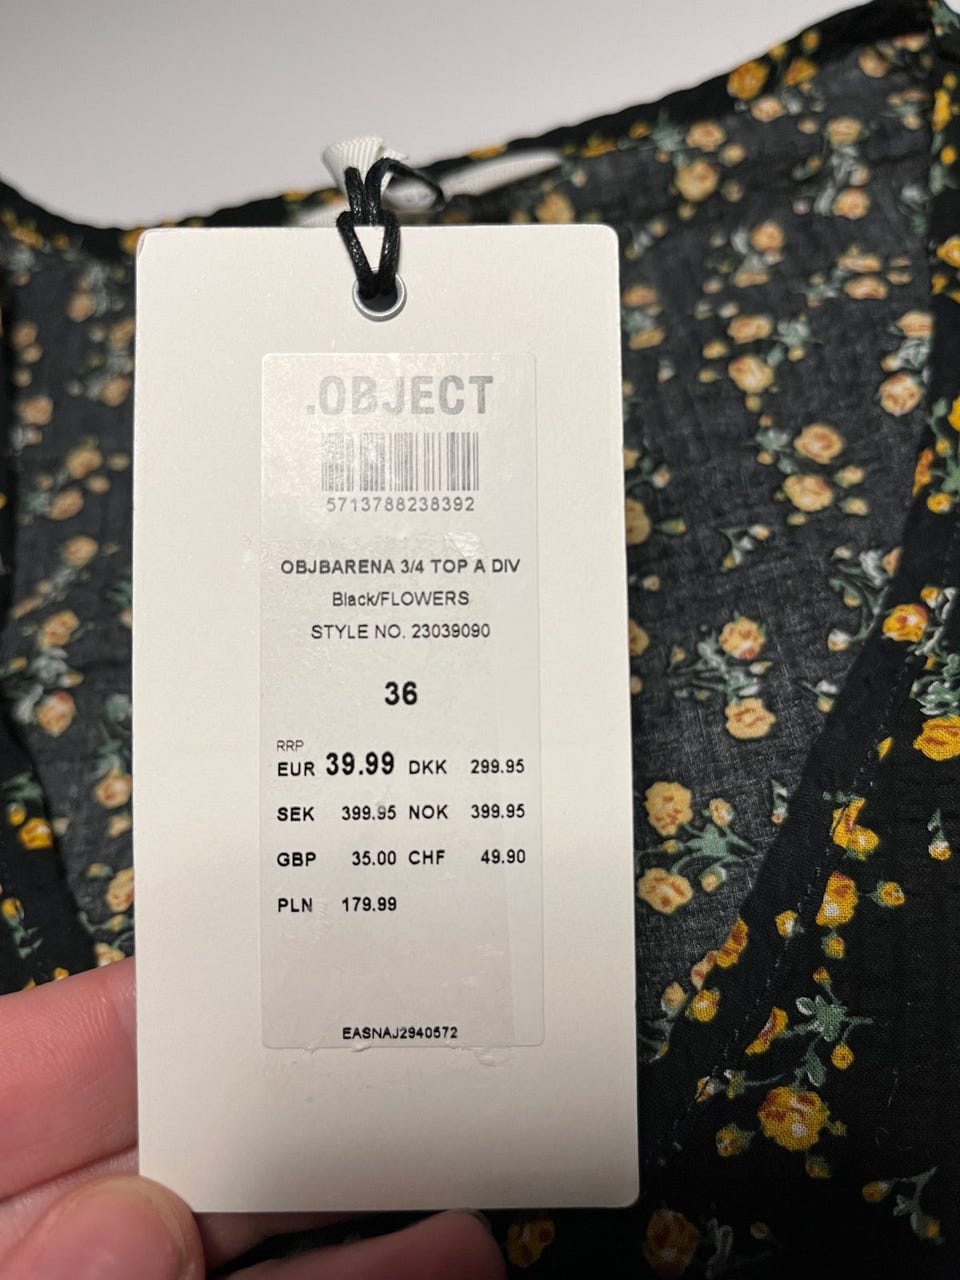 .OBJECT
5713788238392
OBJBARENA 3/4 TOP A DIV
Black/FLOWERS
STYLE NO. 23039090
36
RRP
EUR 39.99 DKK 299.95
SEK 399.95 NOK 399.95
GBP 35.00 CHF 49.90
PLN 179.99
EASNAJ2940572